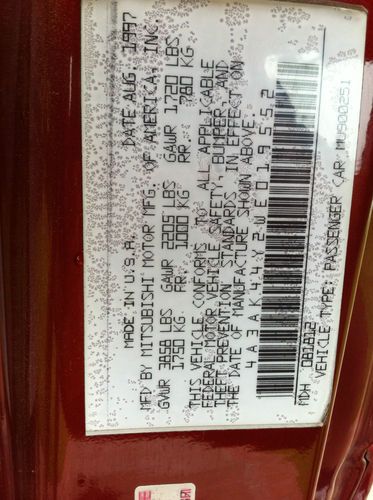 MADE IN U.S.A. DATE AUG 1997
MFD BY MITSUBISHI MOTOR MFG. OF AMERICA, INC.
GVWR 3858 LBS GAWR 2205 LBS GAWR 1720 LBS
1750 KG FR. 1000 KG RR. 780 KG
THIS VEHICLE CONFORMS TO ALL APPLICABLE
FEDERAL MOTOR VEHICLE SAFETY, BUMPER, AND
THEFT PREVENTION STANDARDS IN EFFECT ON
THE DATE OF MANUFACTURE SHOWN ABOVE.
4A3AK44Y2WE019552
MDH 081812
VEHICLE TYPE: PASSENGER CAR MU900251